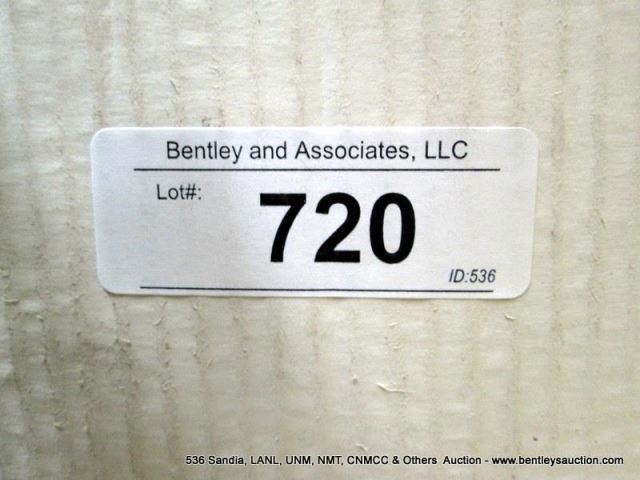 Bentley and Associates, LLC
Lot#:
720
ID:536
536 Sandia, LANL, UNM, NMT, CNMCC & Others  Auction - www.bentleysauction.com